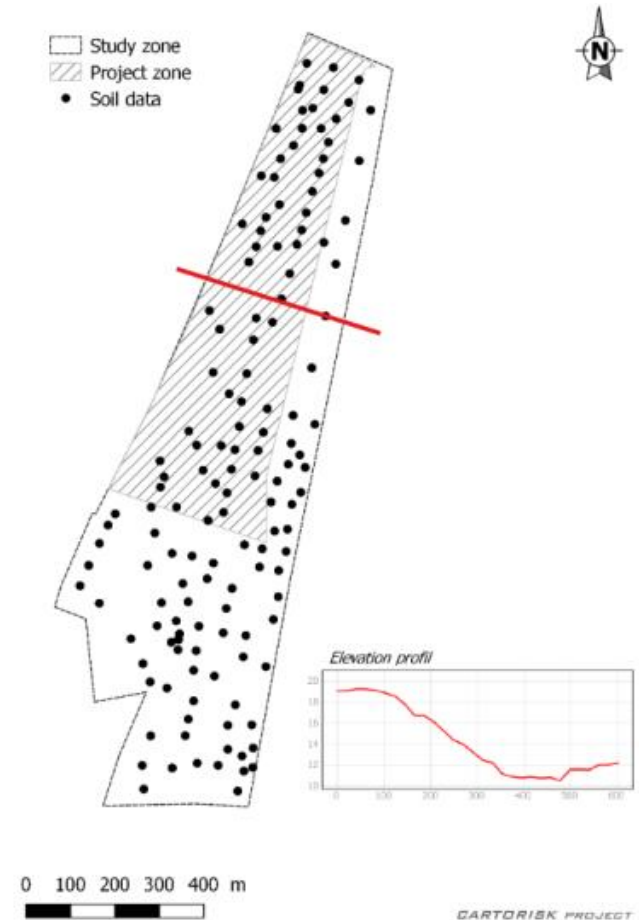 Study zone
Project zone
Soil data
N
Elevation profil
20
18
16
14
12
10
0 100 200 300 400 500 600
0 100 200 300 400 m
CARTORISK PROJECT